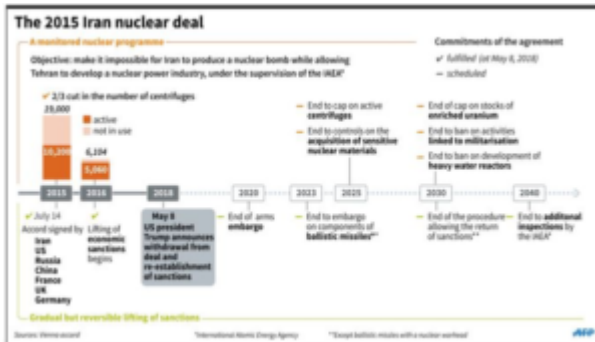 The 2015 Iran nuclear deal
A monitored nuclear programme
Objective: make it impossible for Iran to produce a nuclear bomb while allowing
Tehran to develop a nuclear power industry, under the supervision of the IAEA*
Commitments of the agreement
fulfilled (at May 8, 2018)
scheduled
2/3 cut in the number of centrifuges
19,000
active
not in use
10,200
6,104
5,060
End to cap on active
centrifuges
End to controls on the
acquisition of sensitive
nuclear materials
End of cap on stocks of
enriched uranium
End to ban on activities
linked to militarisation
End to ban on development of
heavy water reactors
2015
2016
2018
2020
2023
2025
2030
2040
July 14
Accord signed by
Iran
US
Russia
China
France
UK
Germany
Lifting of
economic
sanctions
begins
May 8
US president
Trump announces
withdrawal from
deal and
re-establishment
of sanctions
End of arms
embargo
End to embargo
on components of
ballistic missiles**
End of the procedure
allowing the return
of sanctions**
End to additonal
inspections by
the IAEA*
Gradual but reversible lifting of sanctions
Sources: Vienna accord
*International Atomic Energy Agency
**Except ballistic missiles with a nuclear warhead
AFP